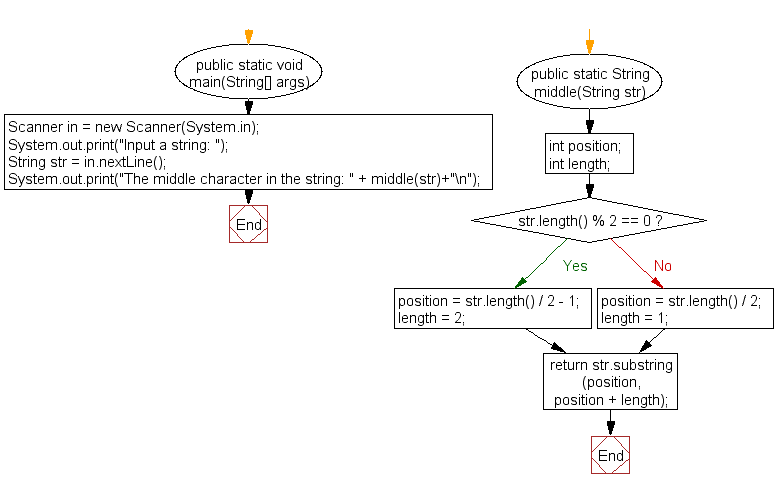 public static void
main(String[] args)
Scanner in = new Scanner(System.in);
System.out.print("Input a string: ");
String str = in.nextLine();
System.out.print("The middle character in the string: " + middle(str)+"\n");
End
public static String
middle(String str)
int position;
int length;
str.length() % 2 == 0 ?
Yes
No
position = str.length() / 2 - 1;
length = 2;
position = str.length() / 2;
length = 1;
return str.substring
(position,
position + length);
End